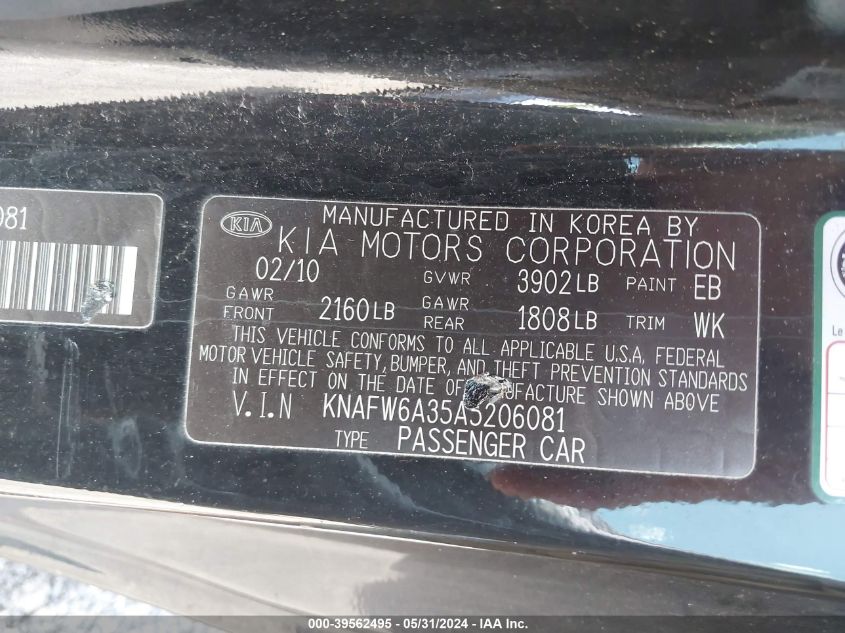 081
KIA
MANUFACTURED IN KOREA BY
KIA MOTORS CORPORATION
02/10 GVWR 3902LB PAINT EB
GAWR FRONT 2160LB GAWR REAR 1808LB TRIM WK
THIS VEHICLE CONFORMS TO ALL APPLICABLE U.S.A. FEDERAL
MOTOR VEHICLE SAFETY, BUMPER, AND THEFT PREVENTION STANDARDS
IN EFFECT ON THE DATE OF MANUFACTURE SHOWN ABOVE
V.I.N KNAFW6A35A5206081
TYPE PASSENGER CAR
Le
000-39562495 - 05/31/2024 - IAA Inc.